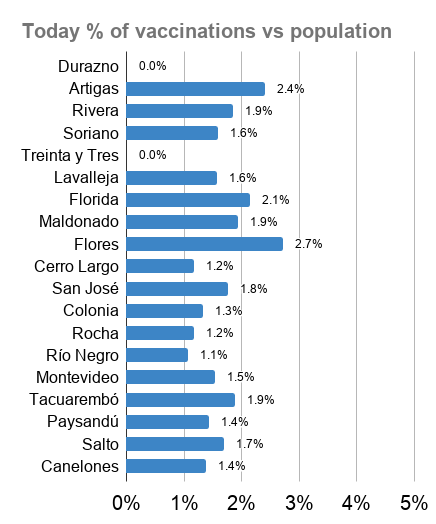 Today % of vaccinations vs population
Durazno 0.0%
Artigas 2.4%
Rivera 1.9%
Soriano 1.6%
Treinta y Tres 0.0%
Lavalleja 1.6%
Florida 2.1%
Maldonado 1.9%
Flores 2.7%
Cerro Largo 1.2%
San José 1.8%
Colonia 1.3%
Rocha 1.2%
Río Negro 1.1%
Montevideo 1.5%
Tacuarembó 1.9%
Paysandú 1.4%
Salto 1.7%
Canelones 1.4%
0% 1% 2% 3% 4% 5%